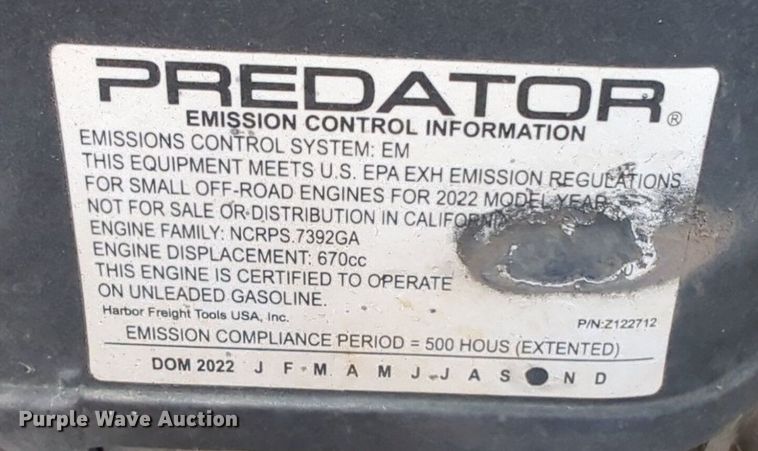 PREDATOR®
EMISSION CONTROL INFORMATION
EMISSIONS CONTROL SYSTEM: EM
THIS EQUIPMENT MEETS U.S. EPA EXH EMISSION REGULATIONS
FOR SMALL OFF-ROAD ENGINES FOR 2022 MODEL YEAR
NOT FOR SALE OR DISTRIBUTION IN CALIFORNIA
ENGINE FAMILY: NCRPS.7392GA
ENGINE DISPLACEMENT: 670cc
THIS ENGINE IS CERTIFIED TO OPERATE
ON UNLEADED GASOLINE.
Harbor Freight Tools USA, Inc.
P/N:Z122712
EMISSION COMPLIANCE PERIOD = 500 HOUS (EXTENTED)
DOM 2022 J F M A M J J A S N D
Purple Wave Auction